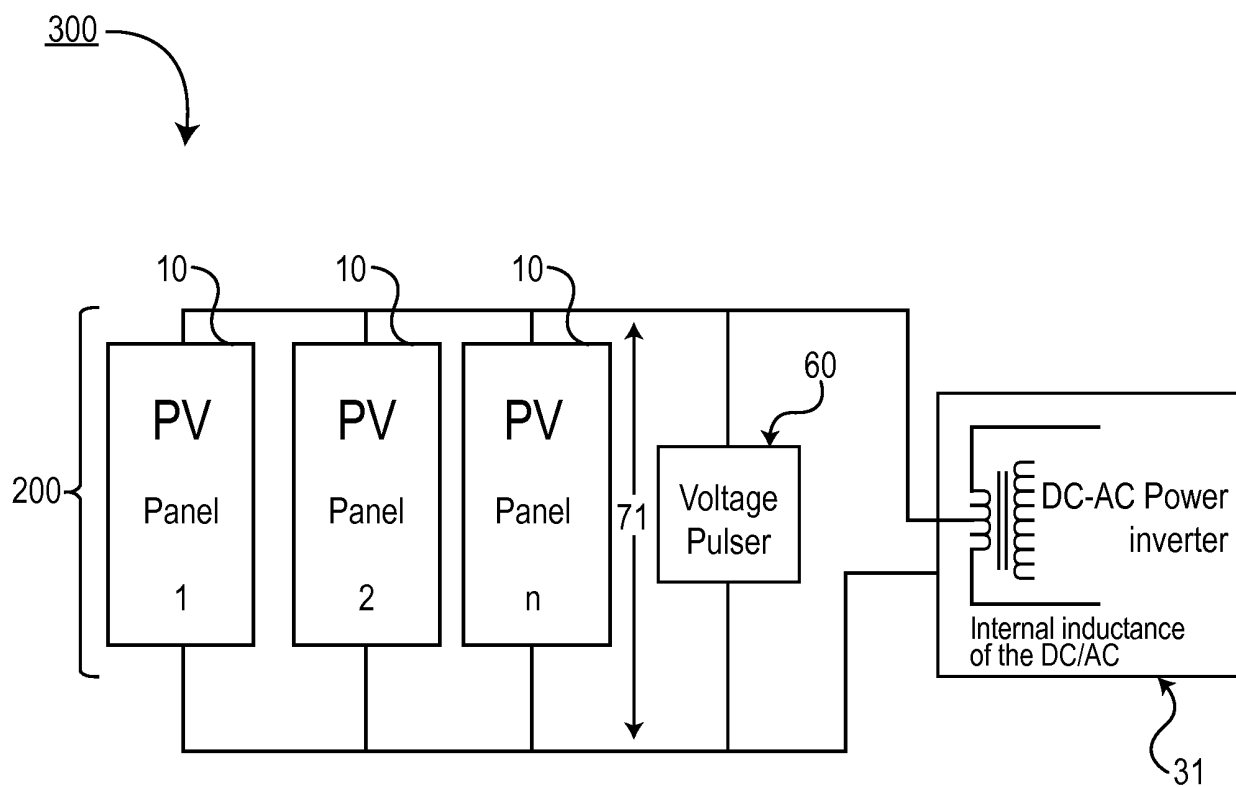 300
10
10
10
200
PV
Panel
1
PV
Panel
2
PV
Panel
n
71
60
Voltage
Pulser
DC-AC Power
inverter
Internal inductance
of the DC/AC
31